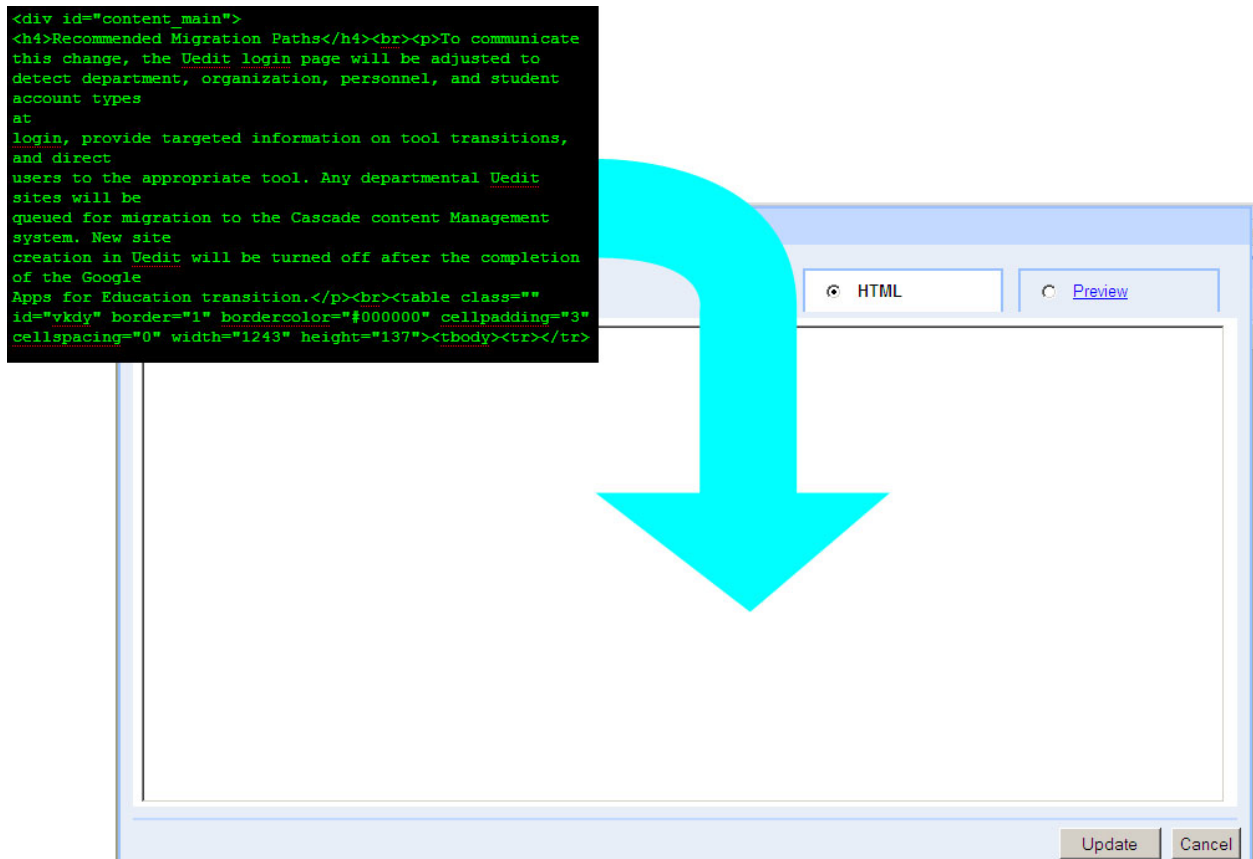 <div id="content_main">
<h4>Recommended Migration Paths</h4><br><p>To communicate
this change, the Uedit login page will be adjusted to
detect department, organization, personnel, and student
account types
at
login, provide targeted information on tool transitions,
and direct
users to the appropriate tool. Any departmental Uedit
sites will be
queued for migration to the Cascade content Management
system. New site
creation in Uedit will be turned off after the completion
of the Google
Apps for Education transition.</p><br><table class=""
id="vkdy" border="1" bordercolor="#000000" cellpadding="3"
cellspacing="0" width="1243" height="137"><tbody><tr></tr>
HTML
Preview
Update
Cancel